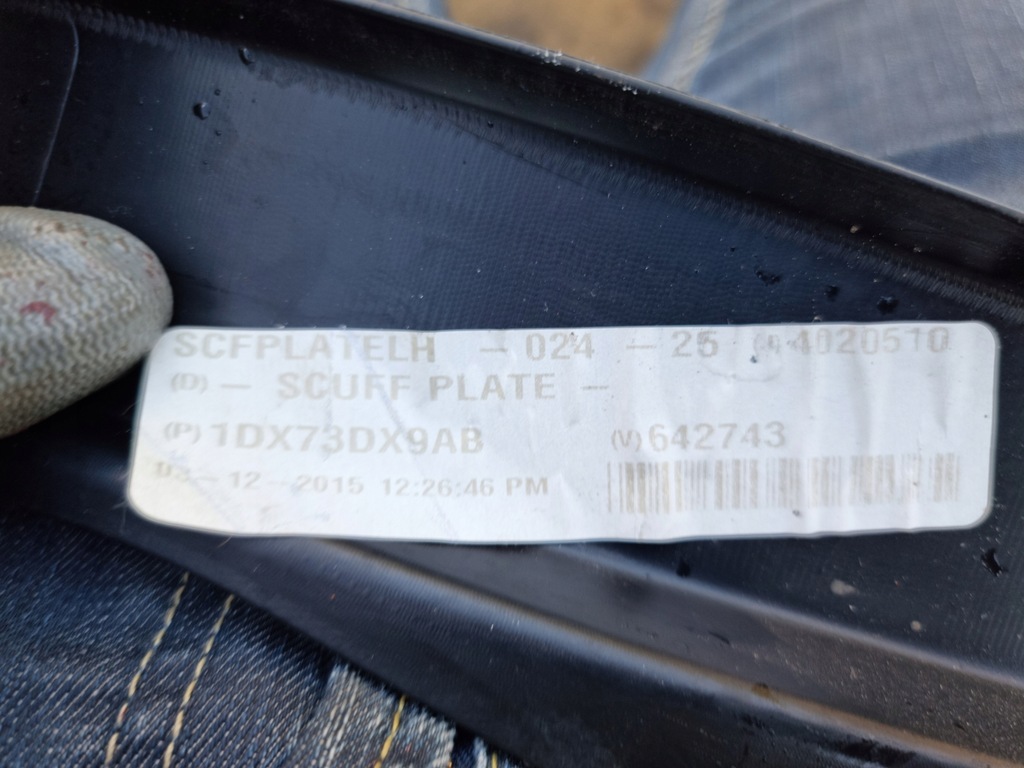 SCFPLATELH - 024 - 25 4020510
(D) - SCUFF PLATE -
(P) 1DX73DX9AB (V) 642743
- 12 - 2015 12:26:46 PM